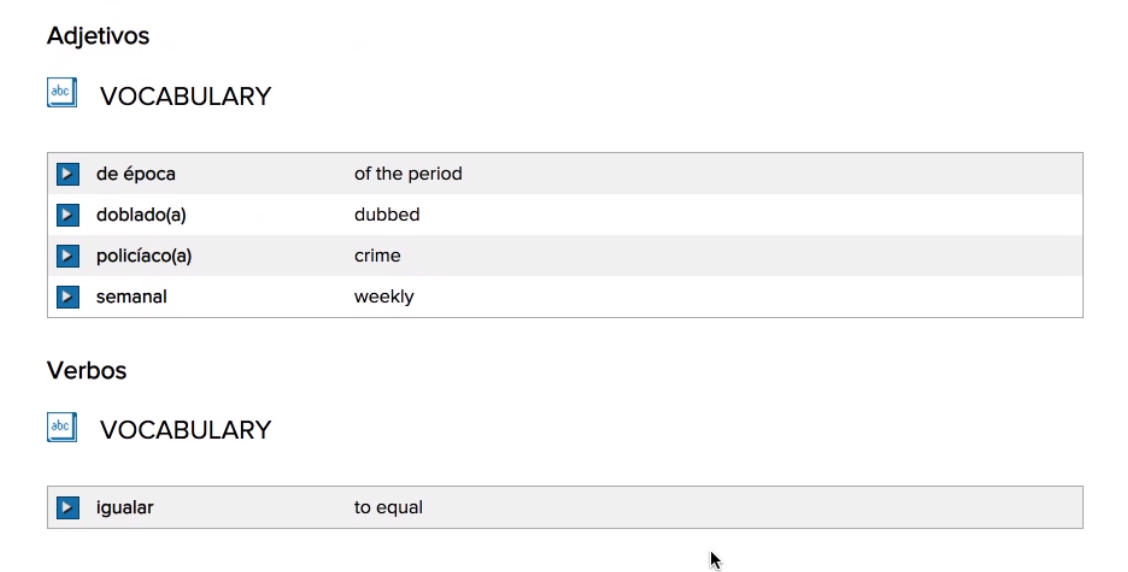 Adjetivos
abc VOCABULARY
de época of the period
doblado(a) dubbed
policíaco(a) crime
semanal weekly
Verbos
abc VOCABULARY
igualar to equal